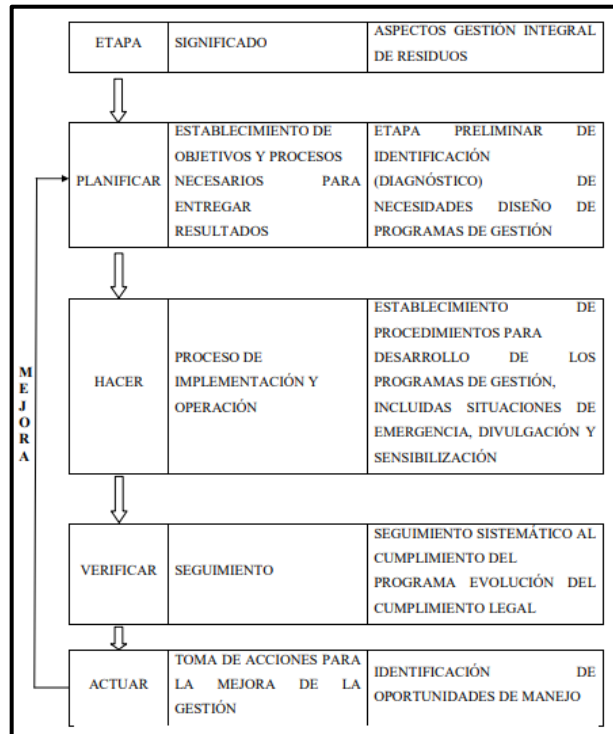 ETAPA
SIGNIFICADO
ASPECTOS GESTIÓN INTEGRAL
DE RESIDUOS
PLANIFICAR
ESTABLECIMIENTO DE
OBJETIVOS Y PROCESOS
NECESARIOS PARA
ENTREGAR
RESULTADOS
ETAPA PRELIMINAR DE
IDENTIFICACIÓN
(DIAGNÓSTICO) DE
NECESIDADES DISEÑO DE
PROGRAMAS DE GESTIÓN
MEJORA
HACER
PROCESO DE
IMPLEMENTACIÓN Y
OPERACIÓN
ESTABLECIMIENTO DE
PROCEDIMIENTOS PARA
DESARROLLO DE LOS
PROGRAMAS DE GESTIÓN,
INCLUIDAS SITUACIONES DE
EMERGENCIA, DIVULGACIÓN Y
SENSIBILIZACIÓN
VERIFICAR
SEGUIMIENTO
SEGUIMIENTO SISTEMÁTICO AL
CUMPLIMIENTO DEL
PROGRAMA EVOLUCIÓN DEL
CUMPLIMIENTO LEGAL
ACTUAR
TOMA DE ACCIONES PARA
LA MEJORA DE LA
GESTIÓN
IDENTIFICACIÓN DE
OPORTUNIDADES DE MANEJO